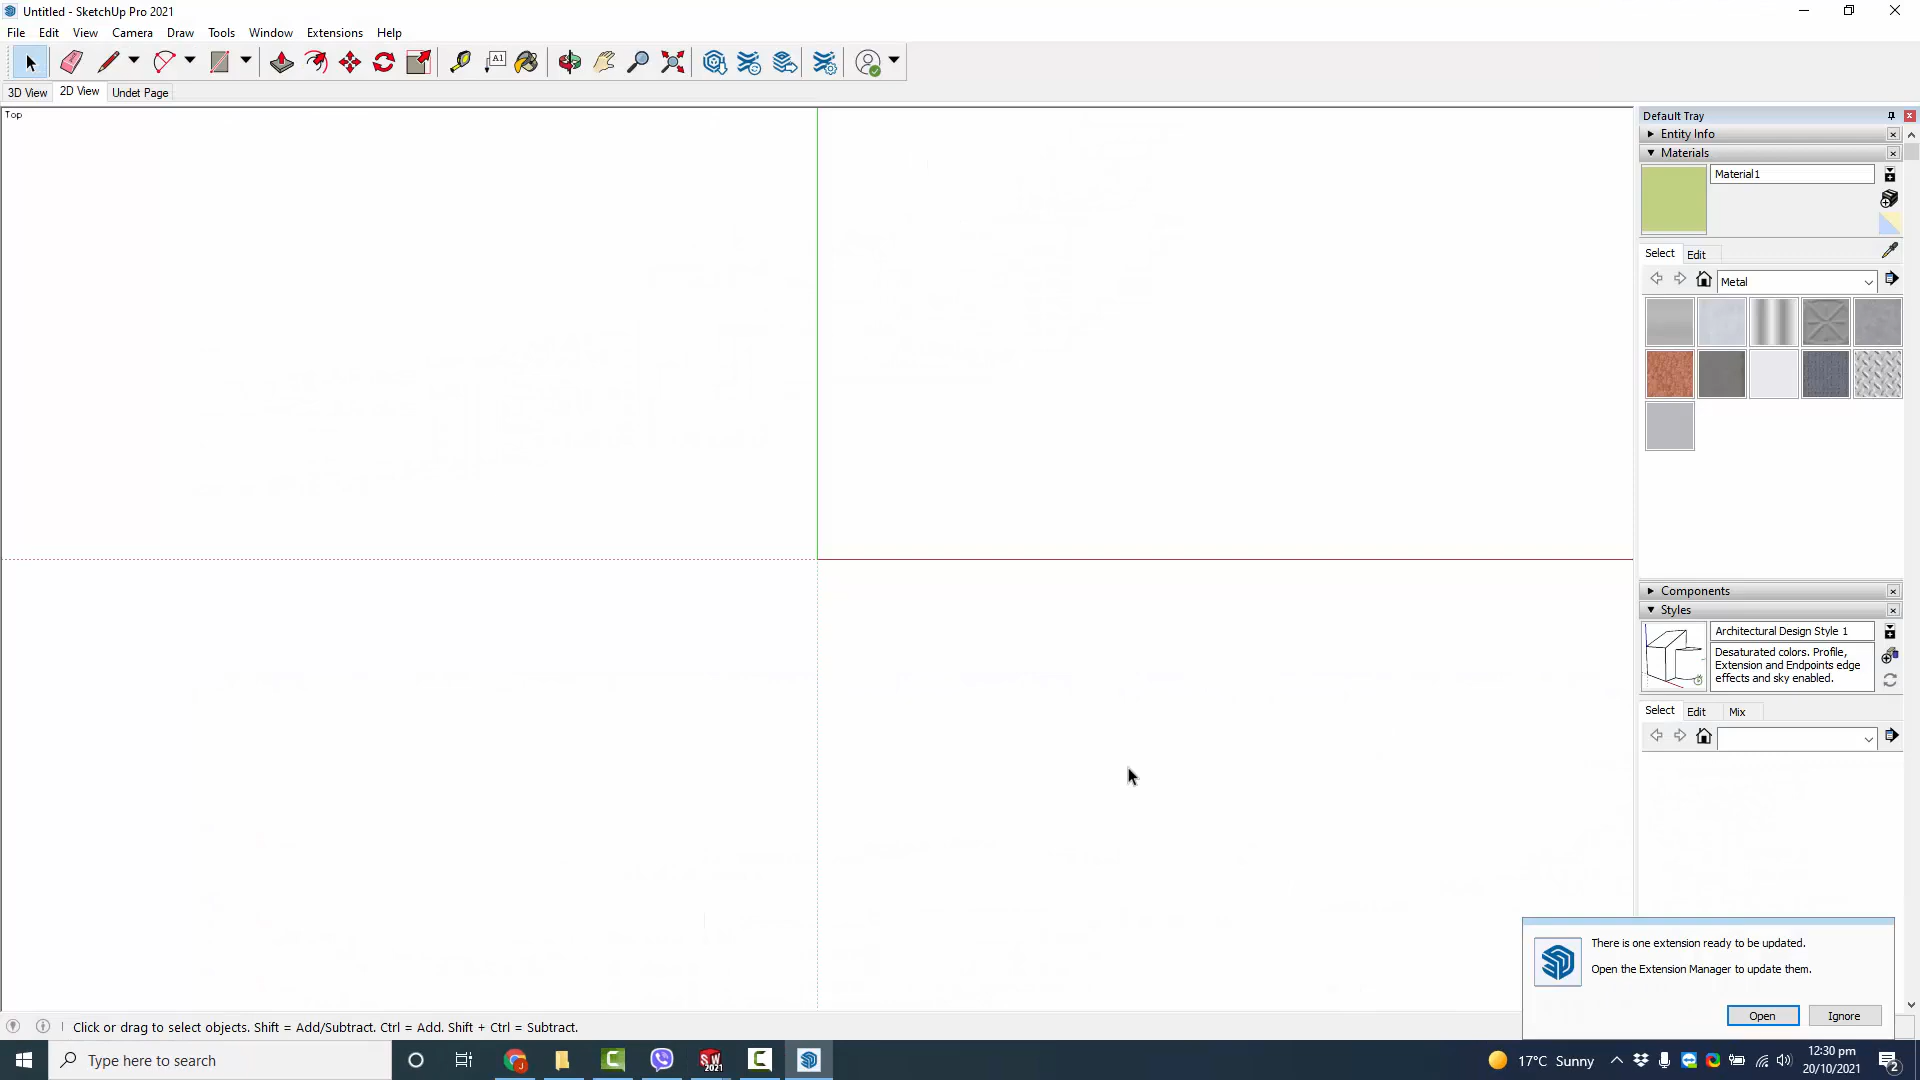 Untitled - SketchUp Pro 2021
File Edit View Camera Draw Tools Window Extensions Help
A1
3D View 2D View Undet Page
Top
Default Tray
Entity Info
Materials
Material1
Select Edit
Metal
Components
Styles
Architectural Design Style 1
Desaturated colors. Profile,
Extension and Endpoints edge
effects and sky enabled.
Select Edit Mix
There is one extension ready to be updated.
Open the Extension Manager to update them.
Open Ignore
Click or drag to select objects. Shift = Add/Subtract. Ctrl = Add. Shift + Ctrl = Subtract.
Type here to search
SW
2021
17°C Sunny
12:30 pm
20/10/2021
2